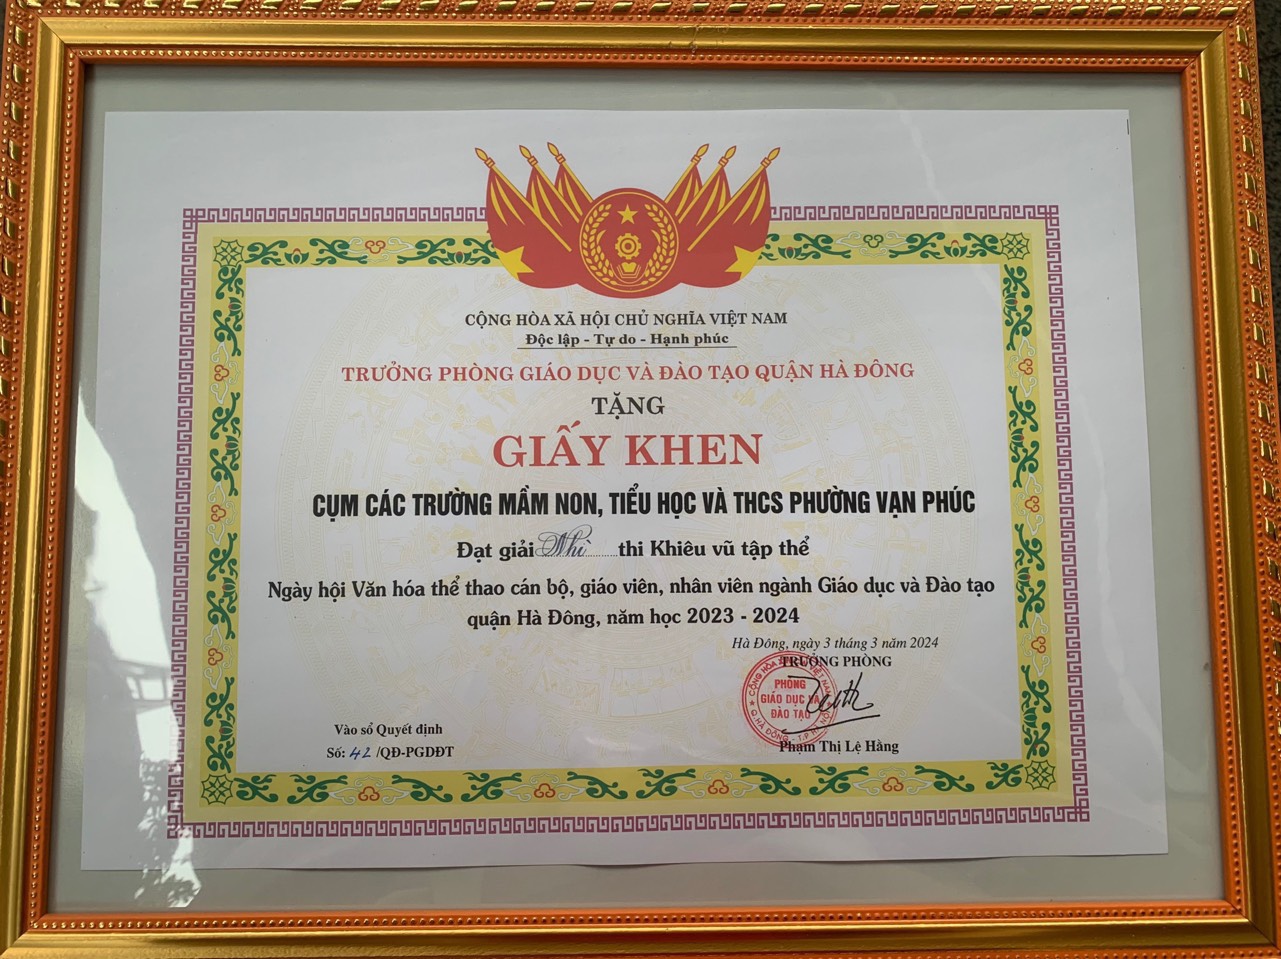 CỘNG HÒA XÃ HỘI CHỦ NGHĨA VIỆT NAM
Độc lập - Tự do - Hạnh phúc
TRƯỞNG PHÒNG GIÁO DỤC VÀ ĐÀO TẠO QUẬN HÀ ĐÔNG
TẶNG
GIẤY KHEN
CỤM CÁC TRƯỜNG MẦM NON, TIỂU HỌC VÀ THCS PHƯỜNG VẠN PHÚC
Đạt giải Nhì thi Khiêu vũ tập thể
Ngày hội Văn hóa thể thao cán bộ, giáo viên, nhân viên ngành Giáo dục và Đào tạo
quận Hà Đông, năm học 2023 - 2024
Hà Đông, ngày 3 tháng 3 năm 2024
TRƯỞNG PHÒNG
PHÒNG
GIÁO DỤC VÀ
ĐÀO TẠO
Phạm Thị Lệ Hằng
Vào sổ Quyết định
Số: 42 /QĐ-PGDĐT